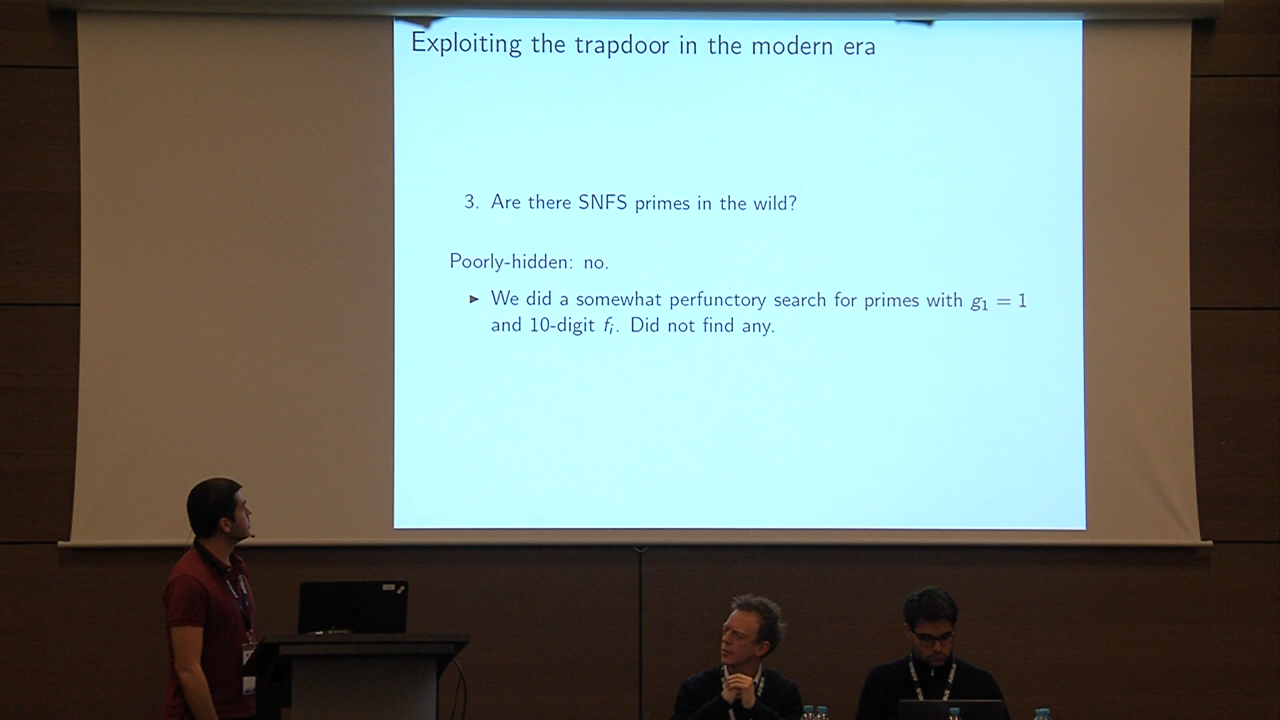 Exploiting the trapdoor in the modern era
3. Are there SNFS primes in the wild?
Poorly-hidden: no.
▶ We did a somewhat perfunctory search for primes with g₁ = 1
and 10-digit fᵢ. Did not find any.